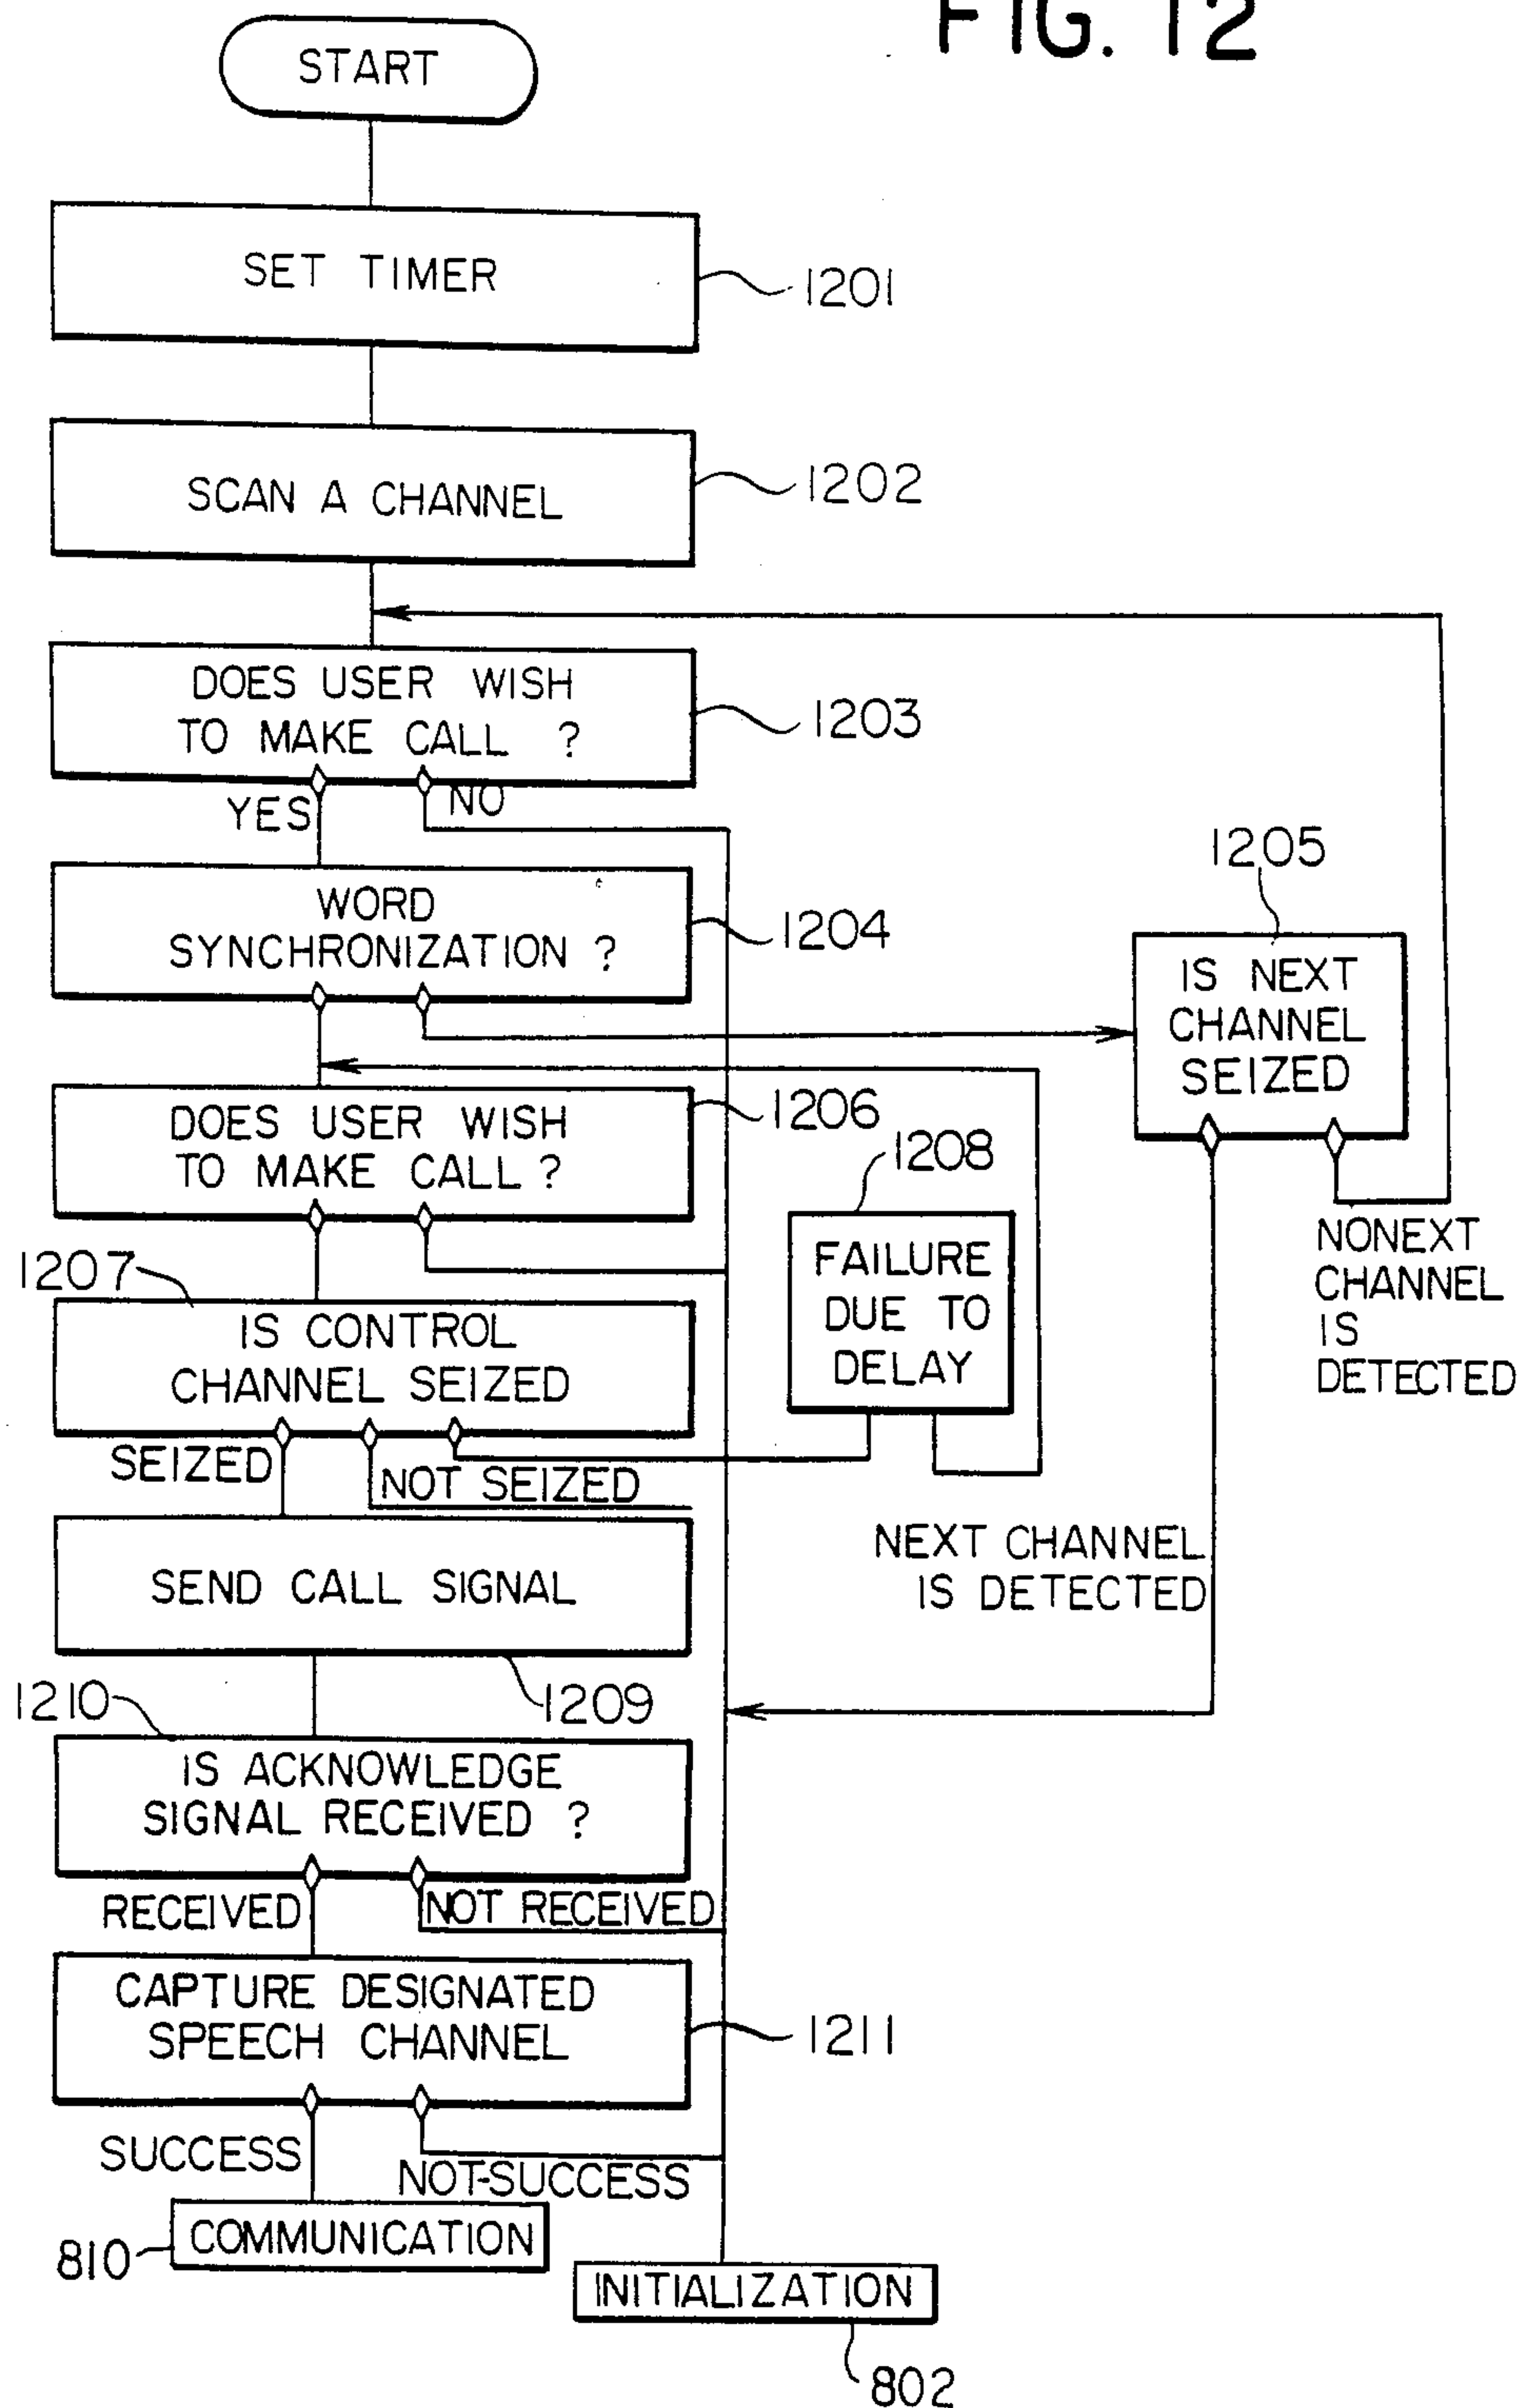 FIG. 12
START
SET TIMER
1201
SCAN A CHANNEL
1202
DOES USER WISH
TO MAKE CALL ?
1203
YES
NO
WORD
SYNCHRONIZATION ?
1204
1205
IS NEXT
CHANNEL
SEIZED
DOES USER WISH
TO MAKE CALL ?
1206
1208
FAILURE
DUE TO
DELAY
NONEXT
CHANNEL
IS
DETECTED
1207
IS CONTROL
CHANNEL SEIZED
SEIZED
NOT SEIZED
NEXT CHANNEL
IS DETECTED
SEND CALL SIGNAL
1209
1210
IS ACKNOWLEDGE
SIGNAL RECEIVED ?
RECEIVED
NOT RECEIVED
CAPTURE DESIGNATED
SPEECH CHANNEL
1211
SUCCESS
NOT-SUCCESS
810
COMMUNICATION
INITIALIZATION
802